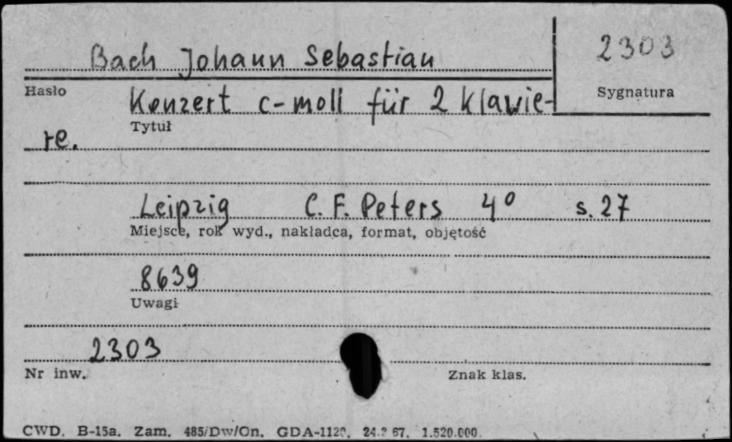 Bach Johann Sebastian
2303
Hasło
Sygnatura
Konzert c-moll für 2 Klavie-
Tytuł
re.
Leipzig C. F. Peters 4° s. 27
Miejsce, rok wyd., nakładca, format, objętość
8639
Uwagi
2303
Nr inw.
Znak klas.
CWD. B-15a. Zam. 485/Dw/On. 67. 1.520.000.